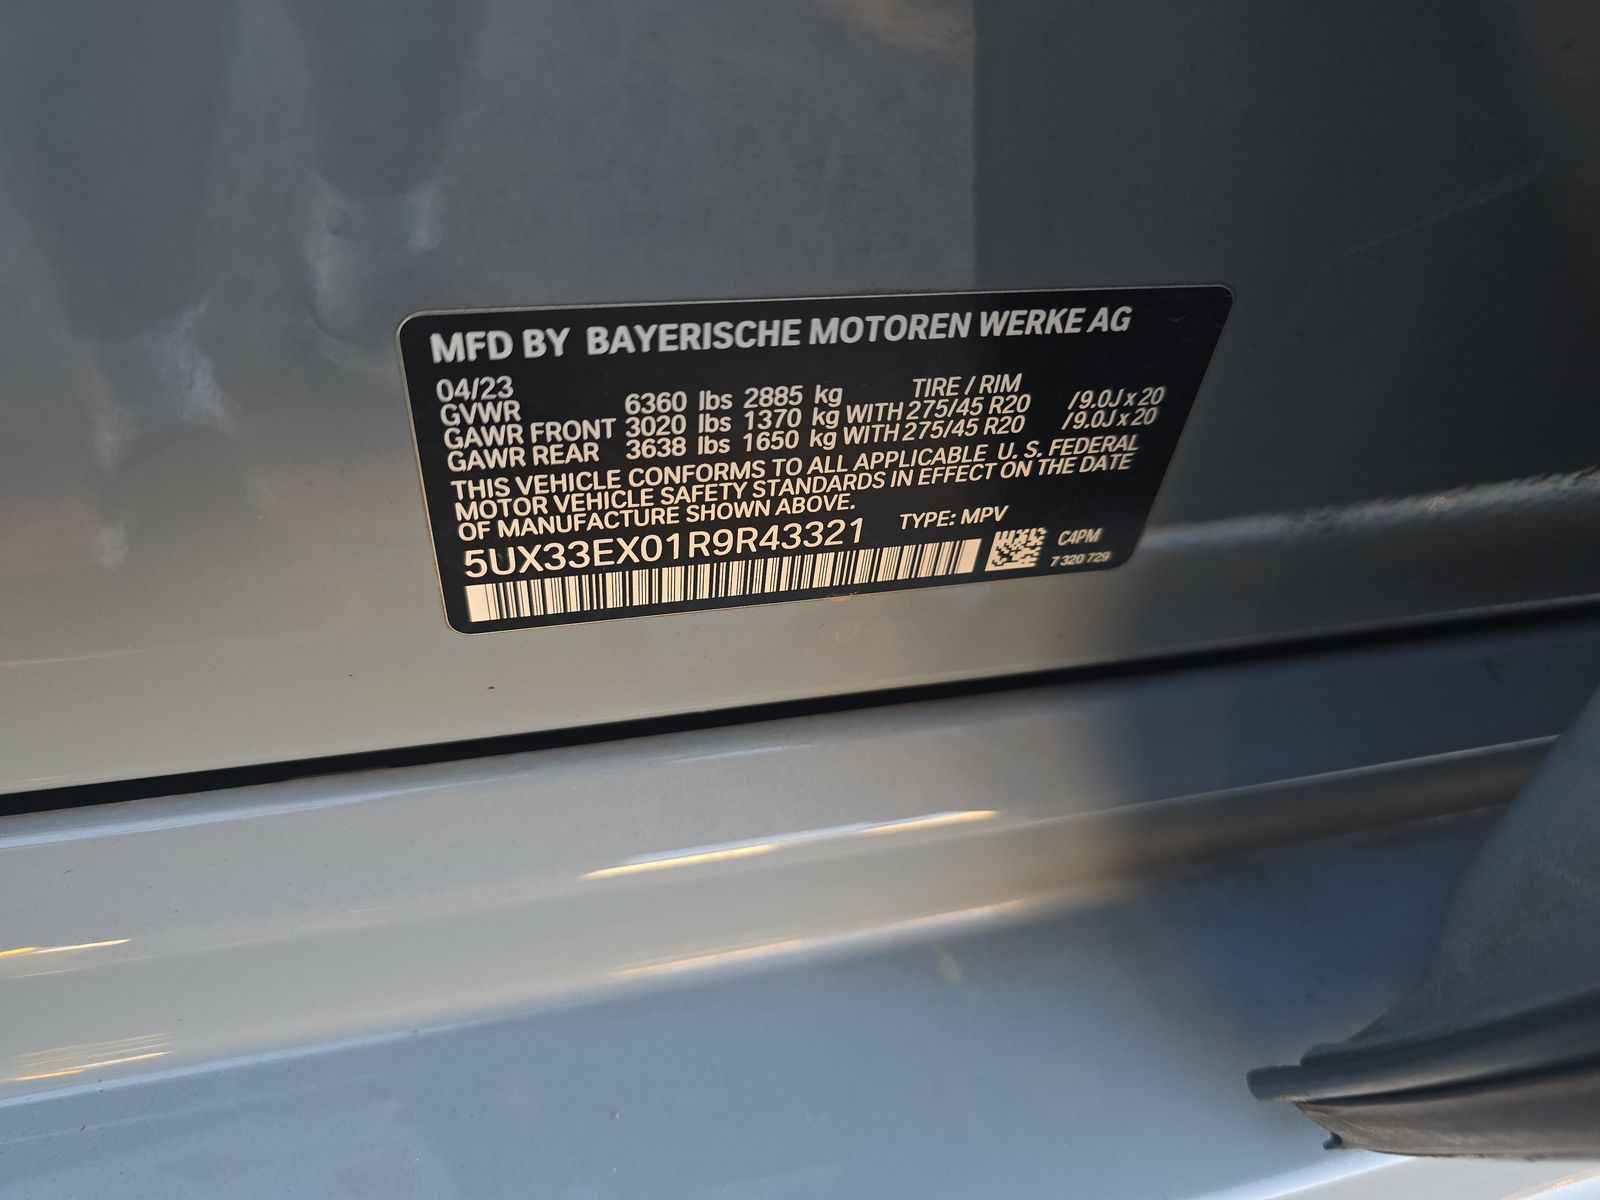 MFD BY BAYERISCHE MOTOREN WERKE AG
04/23 TIRE / RIM
GVWR 6360 lbs 2885 kg
GAWR FRONT 3020 lbs 1370 kg WITH 275/45 R20 /9.0J x 20
GAWR REAR 3638 lbs 1650 kg WITH 275/45 R20 /9.0J x 20
THIS VEHICLE CONFORMS TO ALL APPLICABLE U. S. FEDERAL
MOTOR VEHICLE SAFETY STANDARDS IN EFFECT ON THE DATE
OF MANUFACTURE SHOWN ABOVE.
5UX33EX01R9R43321 TYPE: MPV
C4PM
7 320 729